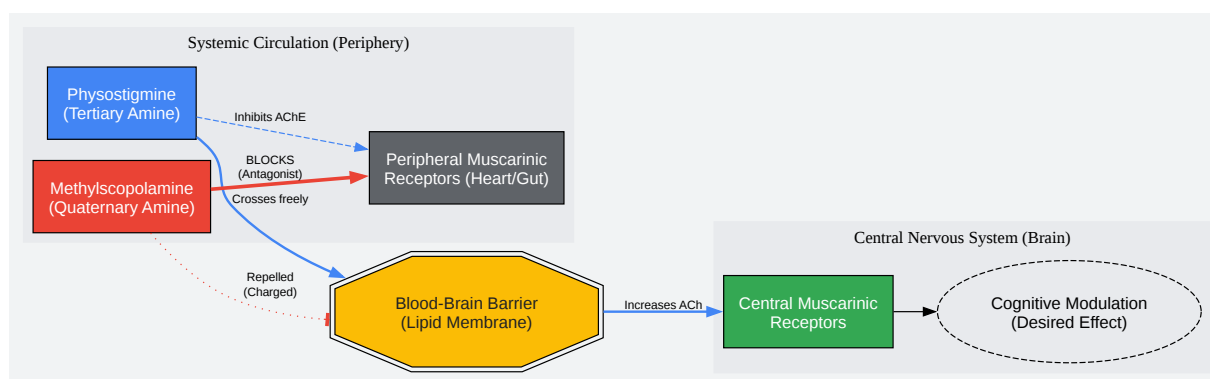 Systemic Circulation (Periphery)
Physostigmine
(Tertiary Amine)
Inhibits AChE
Peripheral Muscarinic
Receptors (Heart/Gut)
BLOCKS
(Antagonist)
Methylscopolamine
(Quaternary Amine)
Crosses freely
Repelled
(Charged)
Blood-Brain Barrier
(Lipid Membrane)
Increases ACh
Central Nervous System (Brain)
Central Muscarinic
Receptors
Cognitive Modulation
(Desired Effect)